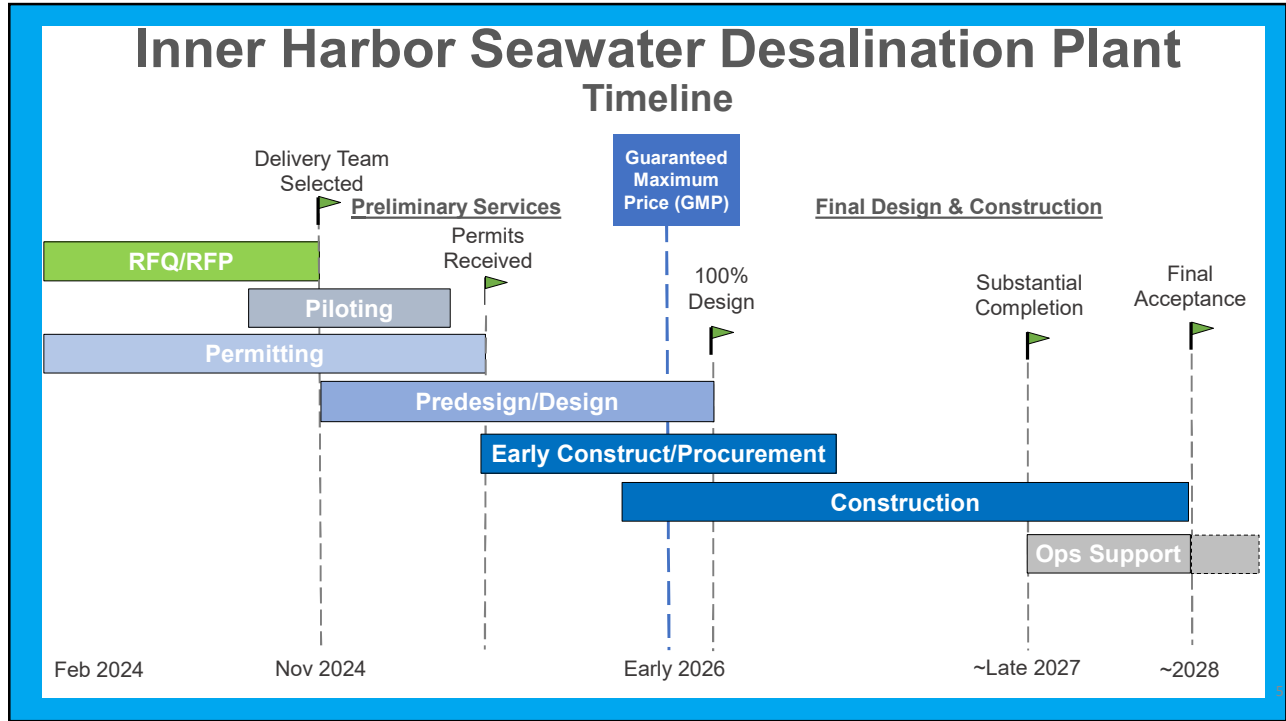 Inner Harbor Seawater Desalination Plant
Timeline
Delivery Team
Selected
Preliminary Services
Guaranteed
Maximum
Price (GMP)
Final Design & Construction
Permits
Received
100%
Design
Substantial
Completion
Final
Acceptance
RFQ/RFP
Piloting
Permitting
Predesign/Design
Early Construct/Procurement
Construction
Ops Support
Feb 2024
Nov 2024
Early 2026
~Late 2027
~2028